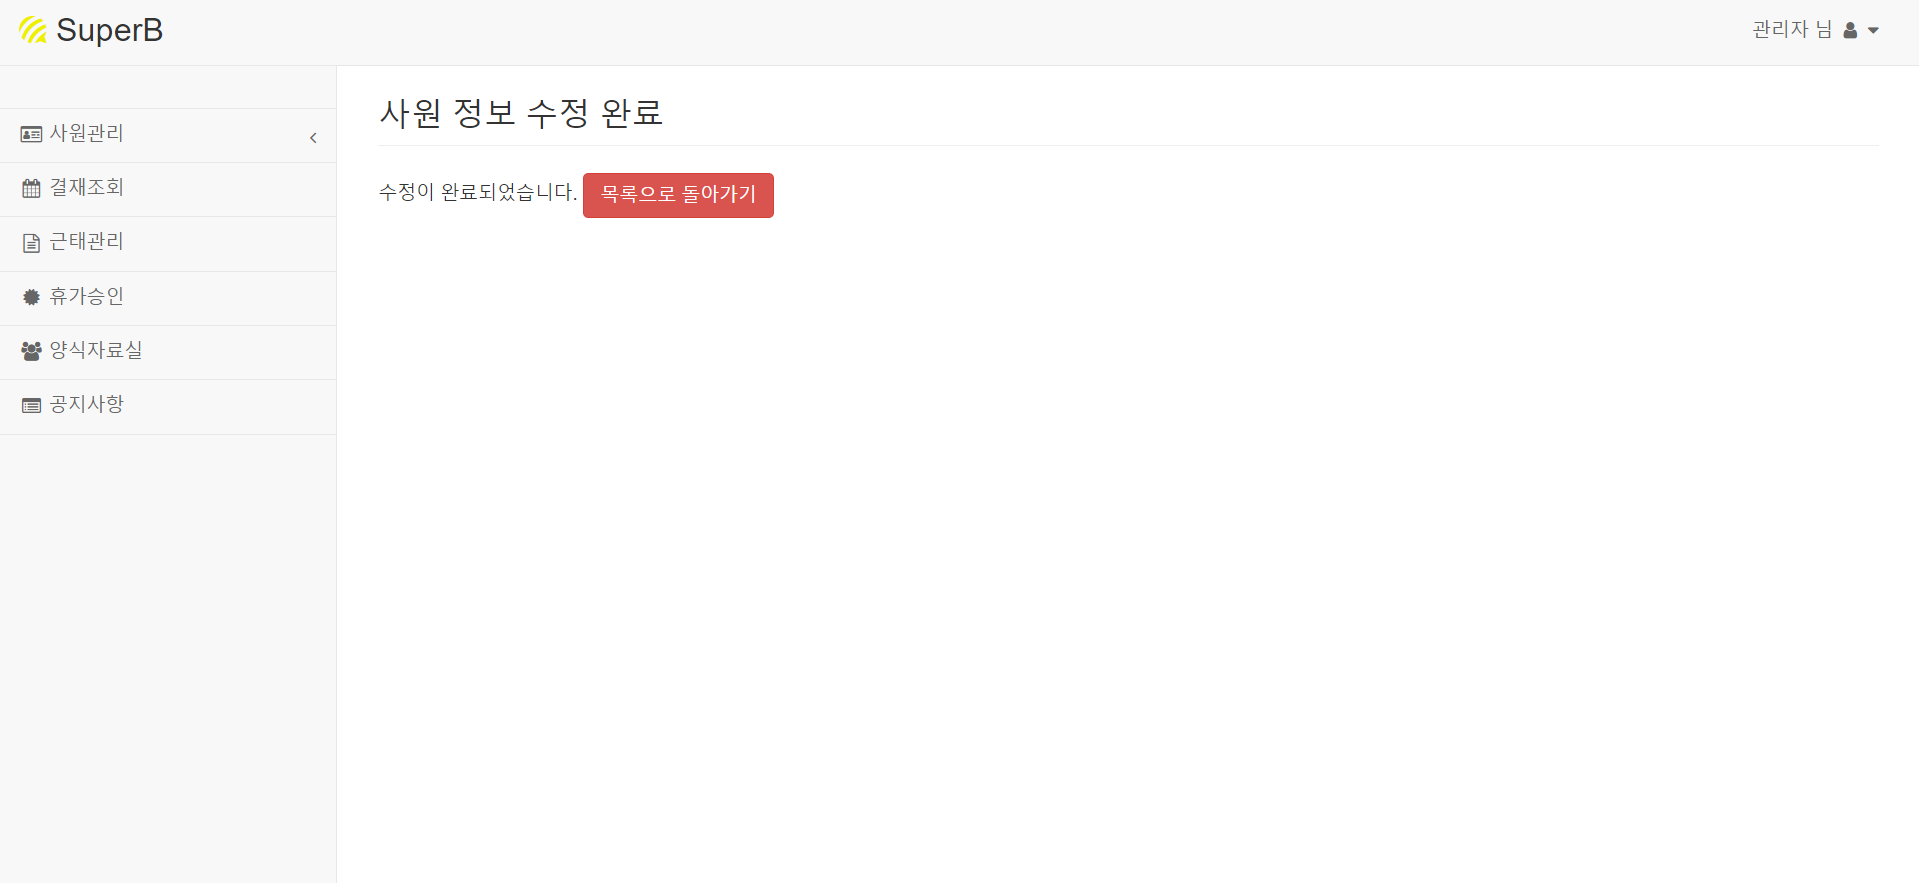 SuperB
관리자 님
사원관리
결재조회
근태관리
휴가승인
양식자료실
공지사항
사원 정보 수정 완료
수정이 완료되었습니다. 목록으로 돌아가기